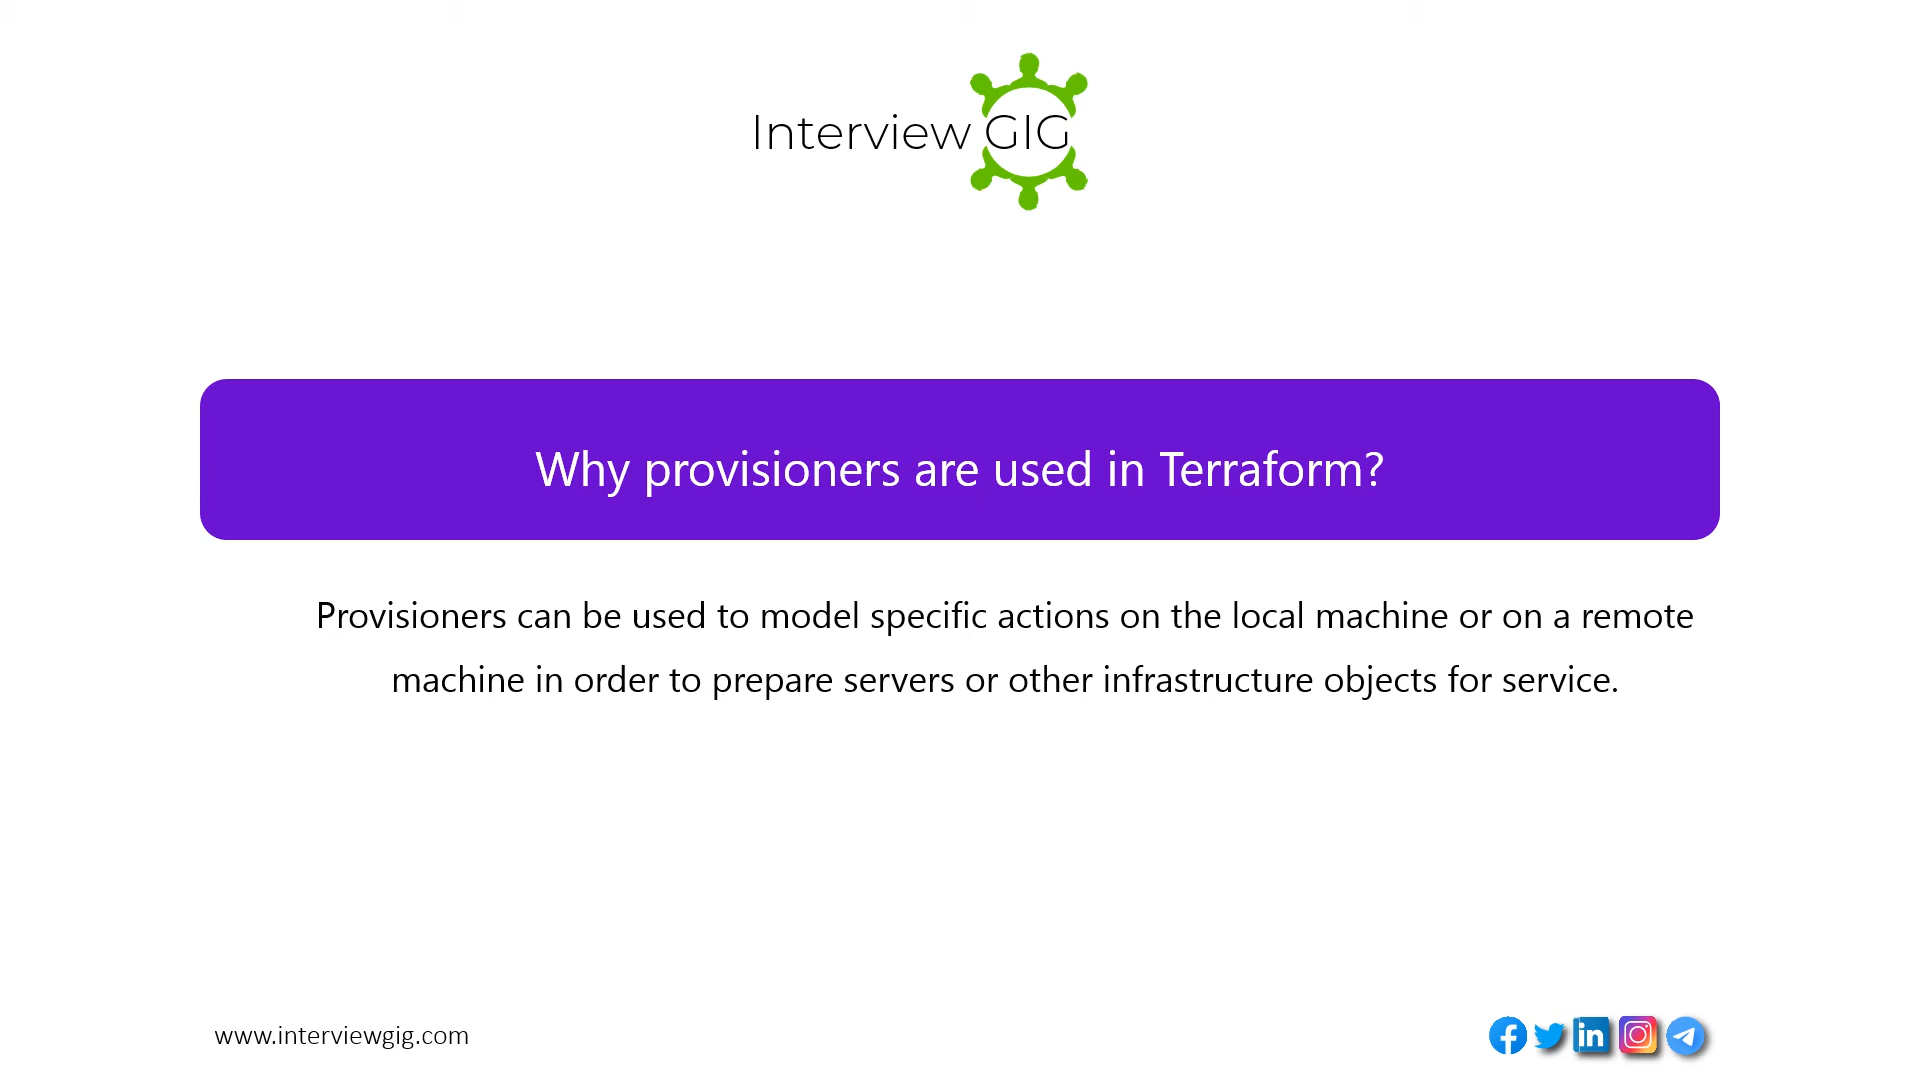 Interview GIG
Why provisioners are used in Terraform?
Provisioners can be used to model specific actions on the local machine or on a remote
machine in order to prepare servers or other infrastructure objects for service.
www.interviewgig.com